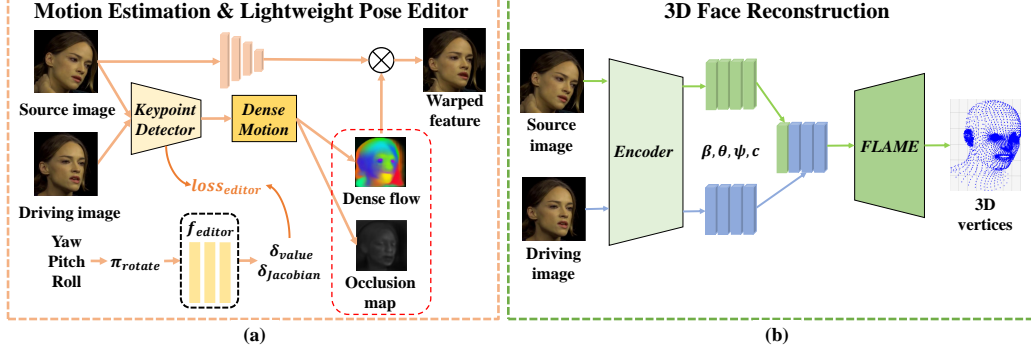 Motion Estimation & Lightweight Pose Editor
Source image
Keypoint
Detector
Dense
Motion
Warped
feature
Driving image
loss_editor
Dense flow
Yaw
Pitch
Roll
π_rotate
f_editor
δ_value
δ_Jacobian
Occlusion
map
(a)
3D Face Reconstruction
Source
image
Encoder
β, θ, ψ, c
FLAME
3D
vertices
Driving
image
(b)